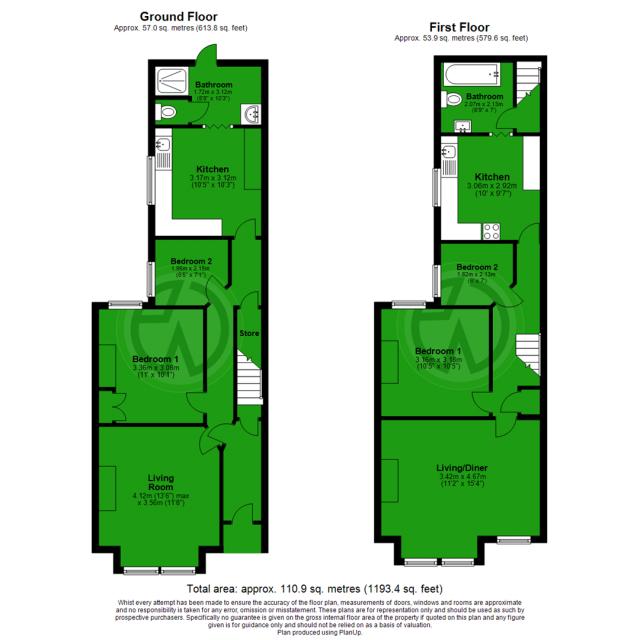 Ground Floor
Approx. 57.0 sq. metres (613.8 sq. feet)
Bathroom
1.72m x 3.12m
(5'8" x 10'3")
Kitchen
3.17m x 3.12m
(10'5" x 10'3")
Bedroom 2
1.96m x 2.15m
(6'5" x 7'1")
Store
Bedroom 1
3.36m x 3.08m
(11' x 10'1")
Living
Room
4.12m (13'6") max
x 3.56m (11'8")
First Floor
Approx. 53.9 sq. metres (579.6 sq. feet)
Bathroom
2.07m x 2.13m
(6'9" x 7')
Kitchen
3.06m x 2.92m
(10' x 9'7")
Bedroom 2
1.82m x 2.13m
(6' x 7')
Bedroom 1
3.16m x 3.18m
(10'5" x 10'5")
Living/Diner
3.42m x 4.67m
(11'2" x 15'4")
Total area: approx. 110.9 sq. metres (1193.4 sq. feet)
Whilst every attempt has been made to ensure the accuracy of the floor plan, measurements of doors, windows and rooms are approximate
and no responsibility is taken for any error, omission or misstatement. These plans are for representation only and should be used as such by
prospective purchasers. Specifically no guarantee is given on the gross internal floor area of the property if quoted on this plan and any figure
given is for guidance only and should not be relied on as a basis of valuation.
Plan produced using PlanUp.